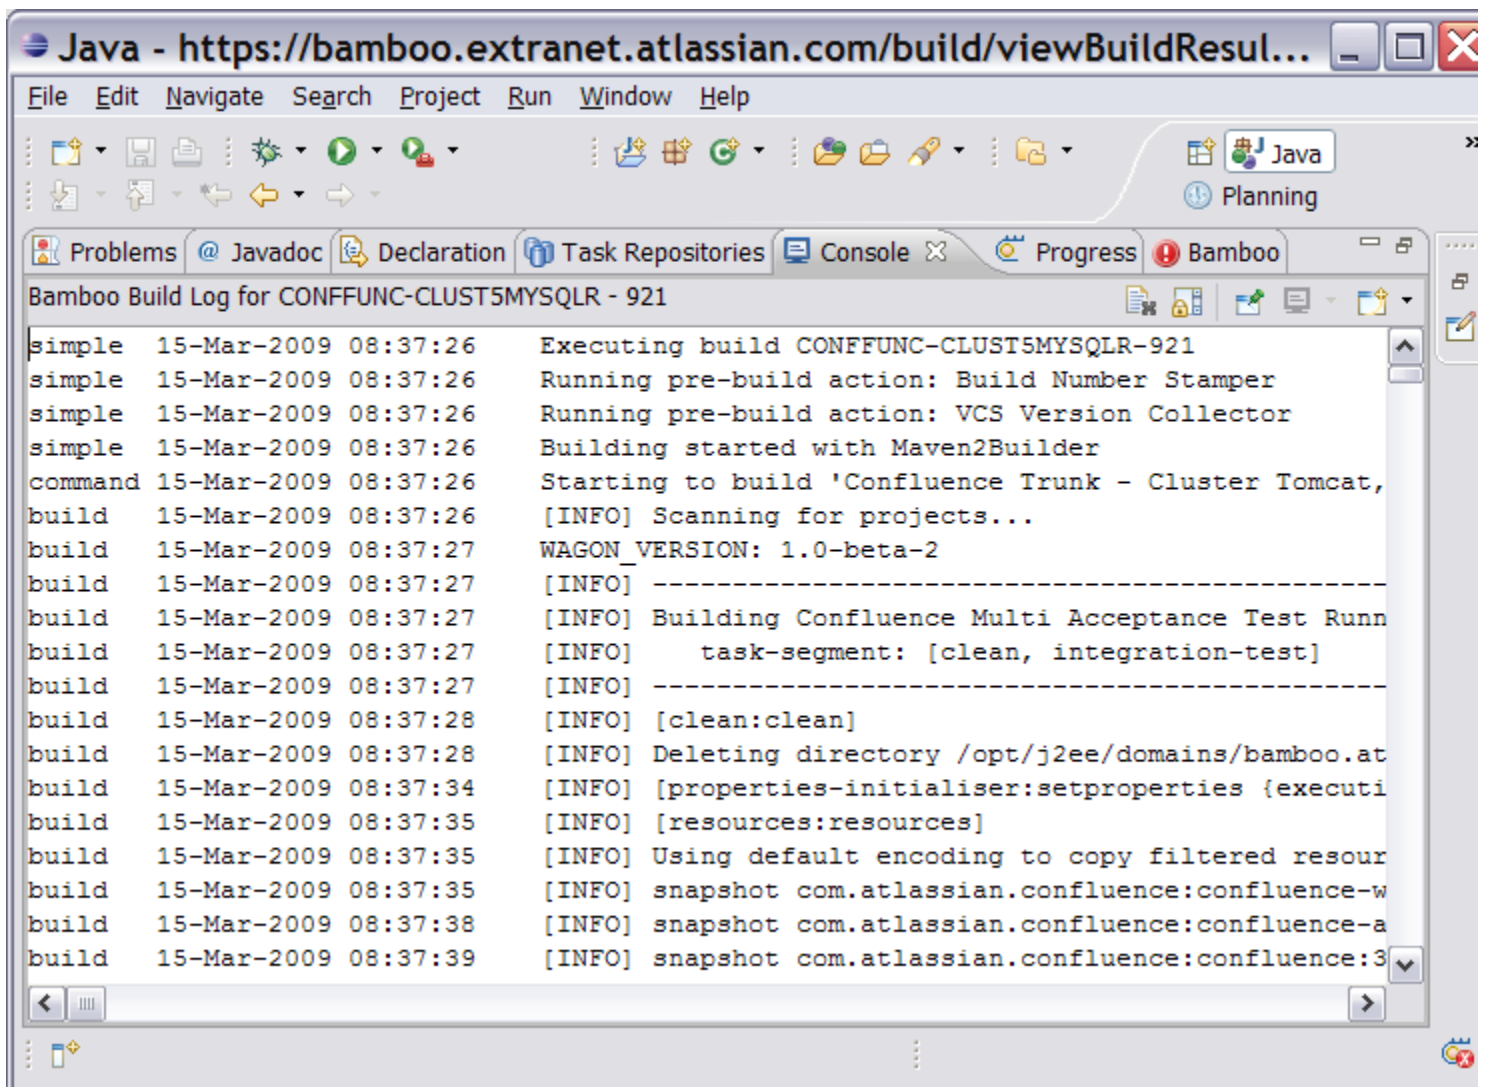 Java - https://bamboo.extranet.atlassian.com/build/viewBuildResul...
File Edit Navigate Search Project Run Window Help
Java
Planning
Problems @ Javadoc Declaration Task Repositories Console Progress Bamboo
Bamboo Build Log for CONFFUNC-CLUST5MYSQLR - 921
simple 15-Mar-2009 08:37:26 Executing build CONFFUNC-CLUST5MYSQLR-921
simple 15-Mar-2009 08:37:26 Running pre-build action: Build Number Stamper
simple 15-Mar-2009 08:37:26 Running pre-build action: VCS Version Collector
simple 15-Mar-2009 08:37:26 Building started with Maven2Builder
command 15-Mar-2009 08:37:26 Starting to build 'Confluence Trunk - Cluster Tomcat,
build 15-Mar-2009 08:37:26 [INFO] Scanning for projects...
build 15-Mar-2009 08:37:27 WAGON_VERSION: 1.0-beta-2
build 15-Mar-2009 08:37:27 [INFO] ----------------------------------------------
build 15-Mar-2009 08:37:27 [INFO] Building Confluence Multi Acceptance Test Runn
build 15-Mar-2009 08:37:27 [INFO] task-segment: [clean, integration-test]
build 15-Mar-2009 08:37:27 [INFO] ----------------------------------------------
build 15-Mar-2009 08:37:28 [INFO] [clean:clean]
build 15-Mar-2009 08:37:28 [INFO] Deleting directory /opt/j2ee/domains/bamboo.at
build 15-Mar-2009 08:37:34 [INFO] [properties-initialiser:setproperties {executi
build 15-Mar-2009 08:37:35 [INFO] [resources:resources]
build 15-Mar-2009 08:37:35 [INFO] Using default encoding to copy filtered resour
build 15-Mar-2009 08:37:35 [INFO] snapshot com.atlassian.confluence:confluence-w
build 15-Mar-2009 08:37:38 [INFO] snapshot com.atlassian.confluence:confluence-a
build 15-Mar-2009 08:37:39 [INFO] snapshot com.atlassian.confluence:confluence:3